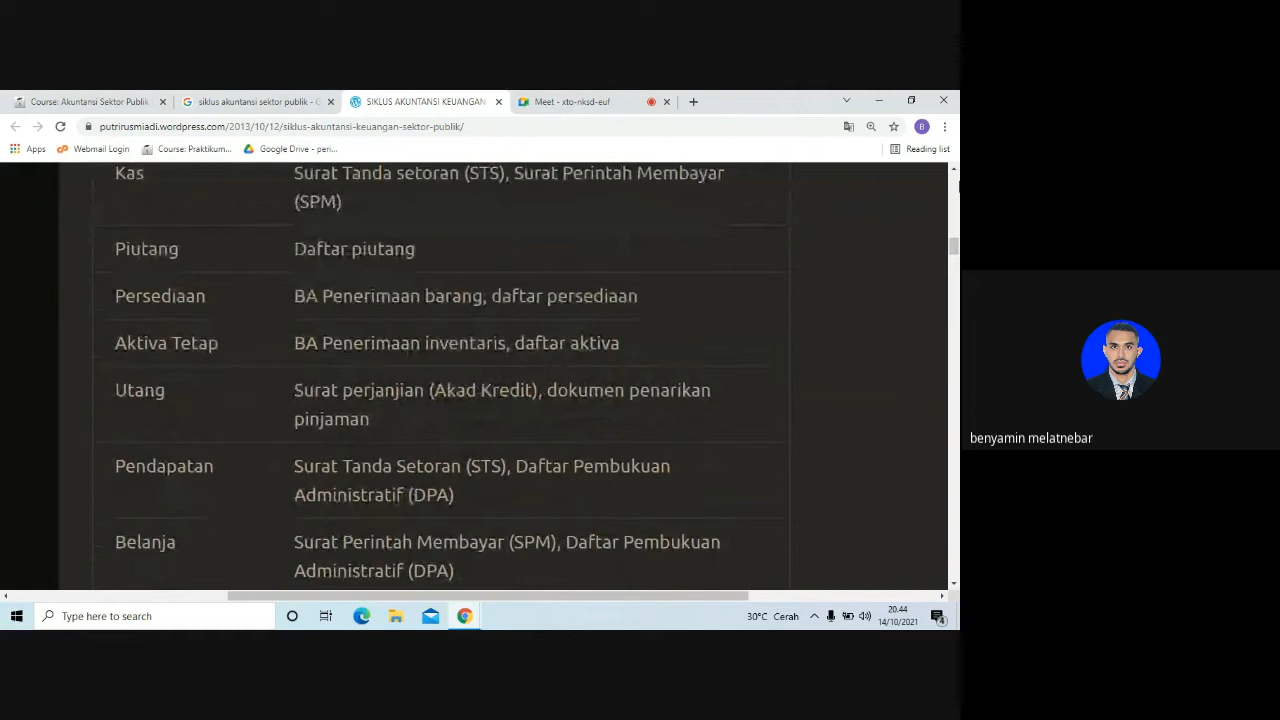 Course: Akuntansi Sektor Publik
siklus akuntansi sektor publik -
SIKLUS AKUNTANSI KEUANGAN
Meet - xto-nksd-euf
putrirusmiadi.wordpress.com/2013/10/12/siklus-akuntansi-keuangan-sektor-publik/
B
Apps
Webmail Login
Course: Praktikum...
Google Drive - pen...
Reading list
Kas
Surat Tanda setoran (STS), Surat Perintah Membayar
(SPM)
Piutang
Daftar piutang
Persediaan
BA Penerimaan barang, daftar persediaan
Aktiva Tetap
BA Penerimaan inventaris, daftar aktiva
Utang
Surat perjanjian (Akad Kredit), dokumen penarikan
pinjaman
Pendapatan
Surat Tanda Setoran (STS), Daftar Pembukuan
Administratif (DPA)
Belanja
Surat Perintah Membayar (SPM), Daftar Pembukuan
Administratif (DPA)
benyamin melatnebar
Type here to search
30°C Cerah
20.44
14/10/2021
4